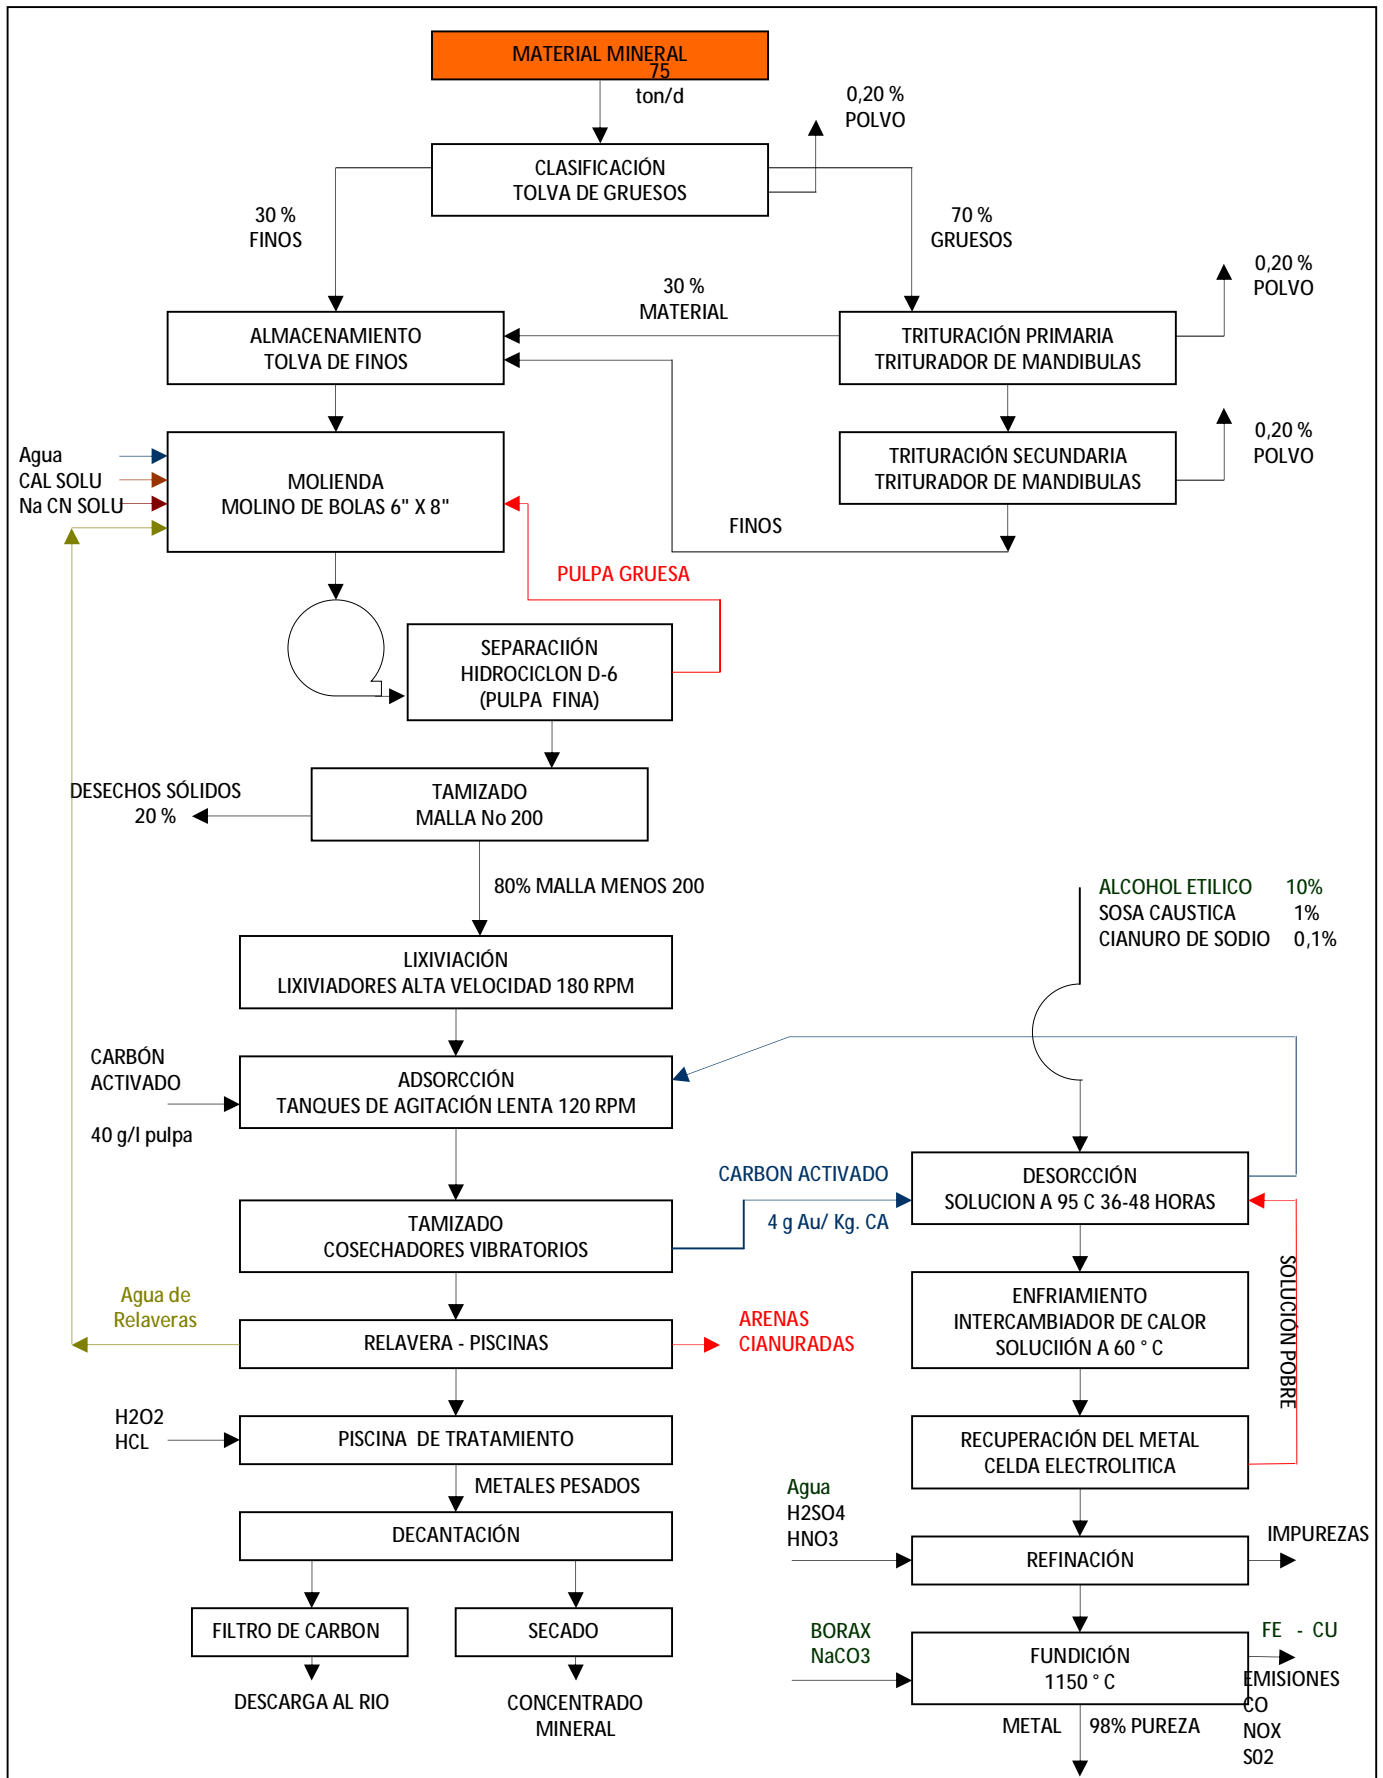 MATERIAL MINERAL
75
ton/d
0,20 %
POLVO
CLASIFICACIÓN
TOLVA DE GRUESOS
30 %
FINOS
70 %
GRUESOS
0,20 %
POLVO
30 %
MATERIAL
ALMACENAMIENTO
TOLVA DE FINOS
TRITURACIÓN PRIMARIA
TRITURADOR DE MANDIBULAS
0,20 %
POLVO
Agua
CAL SOLU
Na CN SOLU
MOLIENDA
MOLINO DE BOLAS 6" X 8"
TRITURACIÓN SECUNDARIA
TRITURADOR DE MANDIBULAS
FINOS
PULPA GRUESA
SEPARACIIÓN
HIDROCICLON D-6
(PULPA FINA)
DESECHOS SÓLIDOS
20 %
TAMIZADO
MALLA No 200
80% MALLA MENOS 200
ALCOHOL ETILICO 10%
SOSA CAUSTICA 1%
CIANURO DE SODIO 0,1%
LIXIVIACIÓN
LIXIVIADORES ALTA VELOCIDAD 180 RPM
CARBÓN
ACTIVADO
40 g/l pulpa
ADSORCCIÓN
TANQUES DE AGITACIÓN LENTA 120 RPM
CARBON ACTIVADO
4 g Au/ Kg. CA
DESORCCIÓN
SOLUCION A 95 C 36-48 HORAS
TAMIZADO
COSECHADORES VIBRATORIOS
SOLUCIÓN POBRE
Agua de
Relaveras
ENFRIAMIENTO
INTERCAMBIADOR DE CALOR
SOLUCIIÓN A 60 ° C
RELAVERA - PISCINAS
ARENAS
CIANURADAS
H2O2
HCL
PISCINA DE TRATAMIENTO
RECUPERACIÓN DEL METAL
CELDA ELECTROLITICA
METALES PESADOS
Agua
H2SO4
HNO3
DECANTACIÓN
IMPUREZAS
REFINACIÓN
FILTRO DE CARBON
SECADO
BORAX
NaCO3
FUNDICIÓN
1150 ° C
FE - CU
EMISIONES
CO
NOX
S02
DESCARGA AL RIO
CONCENTRADO
MINERAL
METAL 98% PUREZA